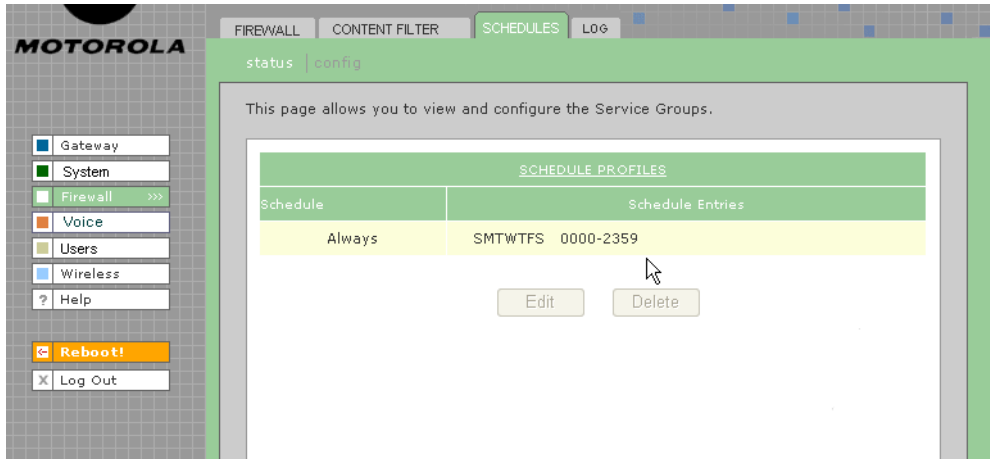 MOTOROLA
FIREWALL CONTENT FILTER SCHEDULES LOG
status | config
This page allows you to view and configure the Service Groups.
Gateway
System
Firewall >>>
Voice
Users
Wireless
? Help
Reboot!
X Log Out
SCHEDULE PROFILES
Schedule Schedule Entries
Always SMTWTFS 0000-2359
Edit Delete